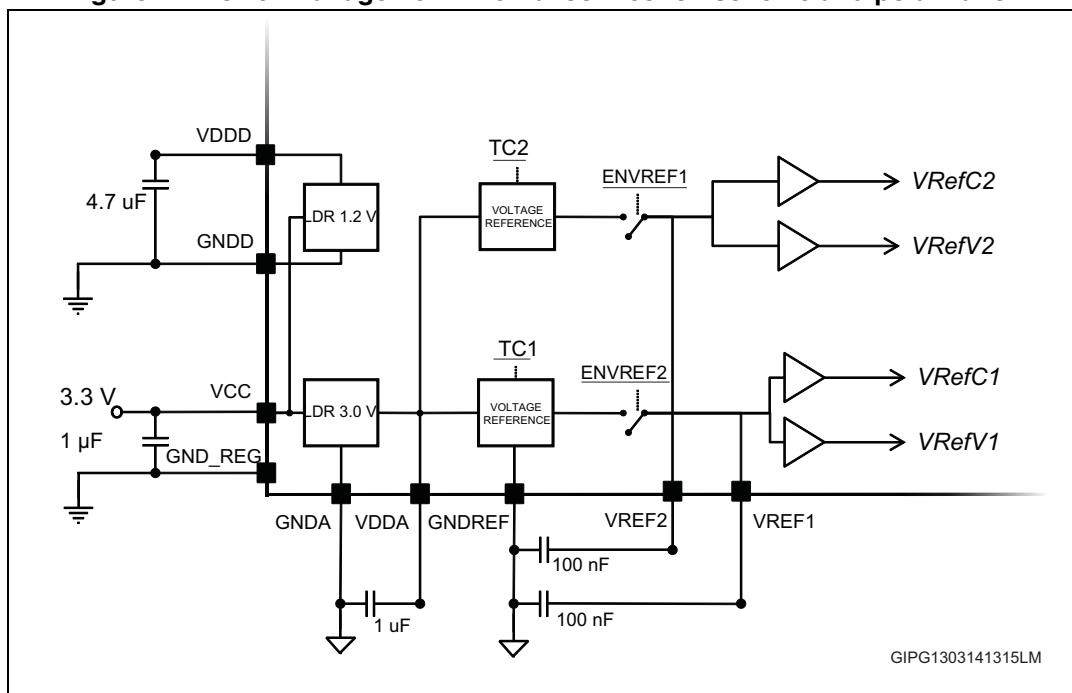 VDDD
4.7 uF
LDR 1.2 V
GNDD
TC2
VOLTAGE
REFERENCE
ENVREF1
VRefC2
VRefV2
3.3 V
1 µF
VCC
GND_REG
LDR 3.0 V
TC1
VOLTAGE
REFERENCE
ENVREF2
VRefC1
VRefV1
GNDA
VDDA
GNDREF
VREF2
VREF1
100 nF
1 uF
100 nF
GIPG1303141315LM